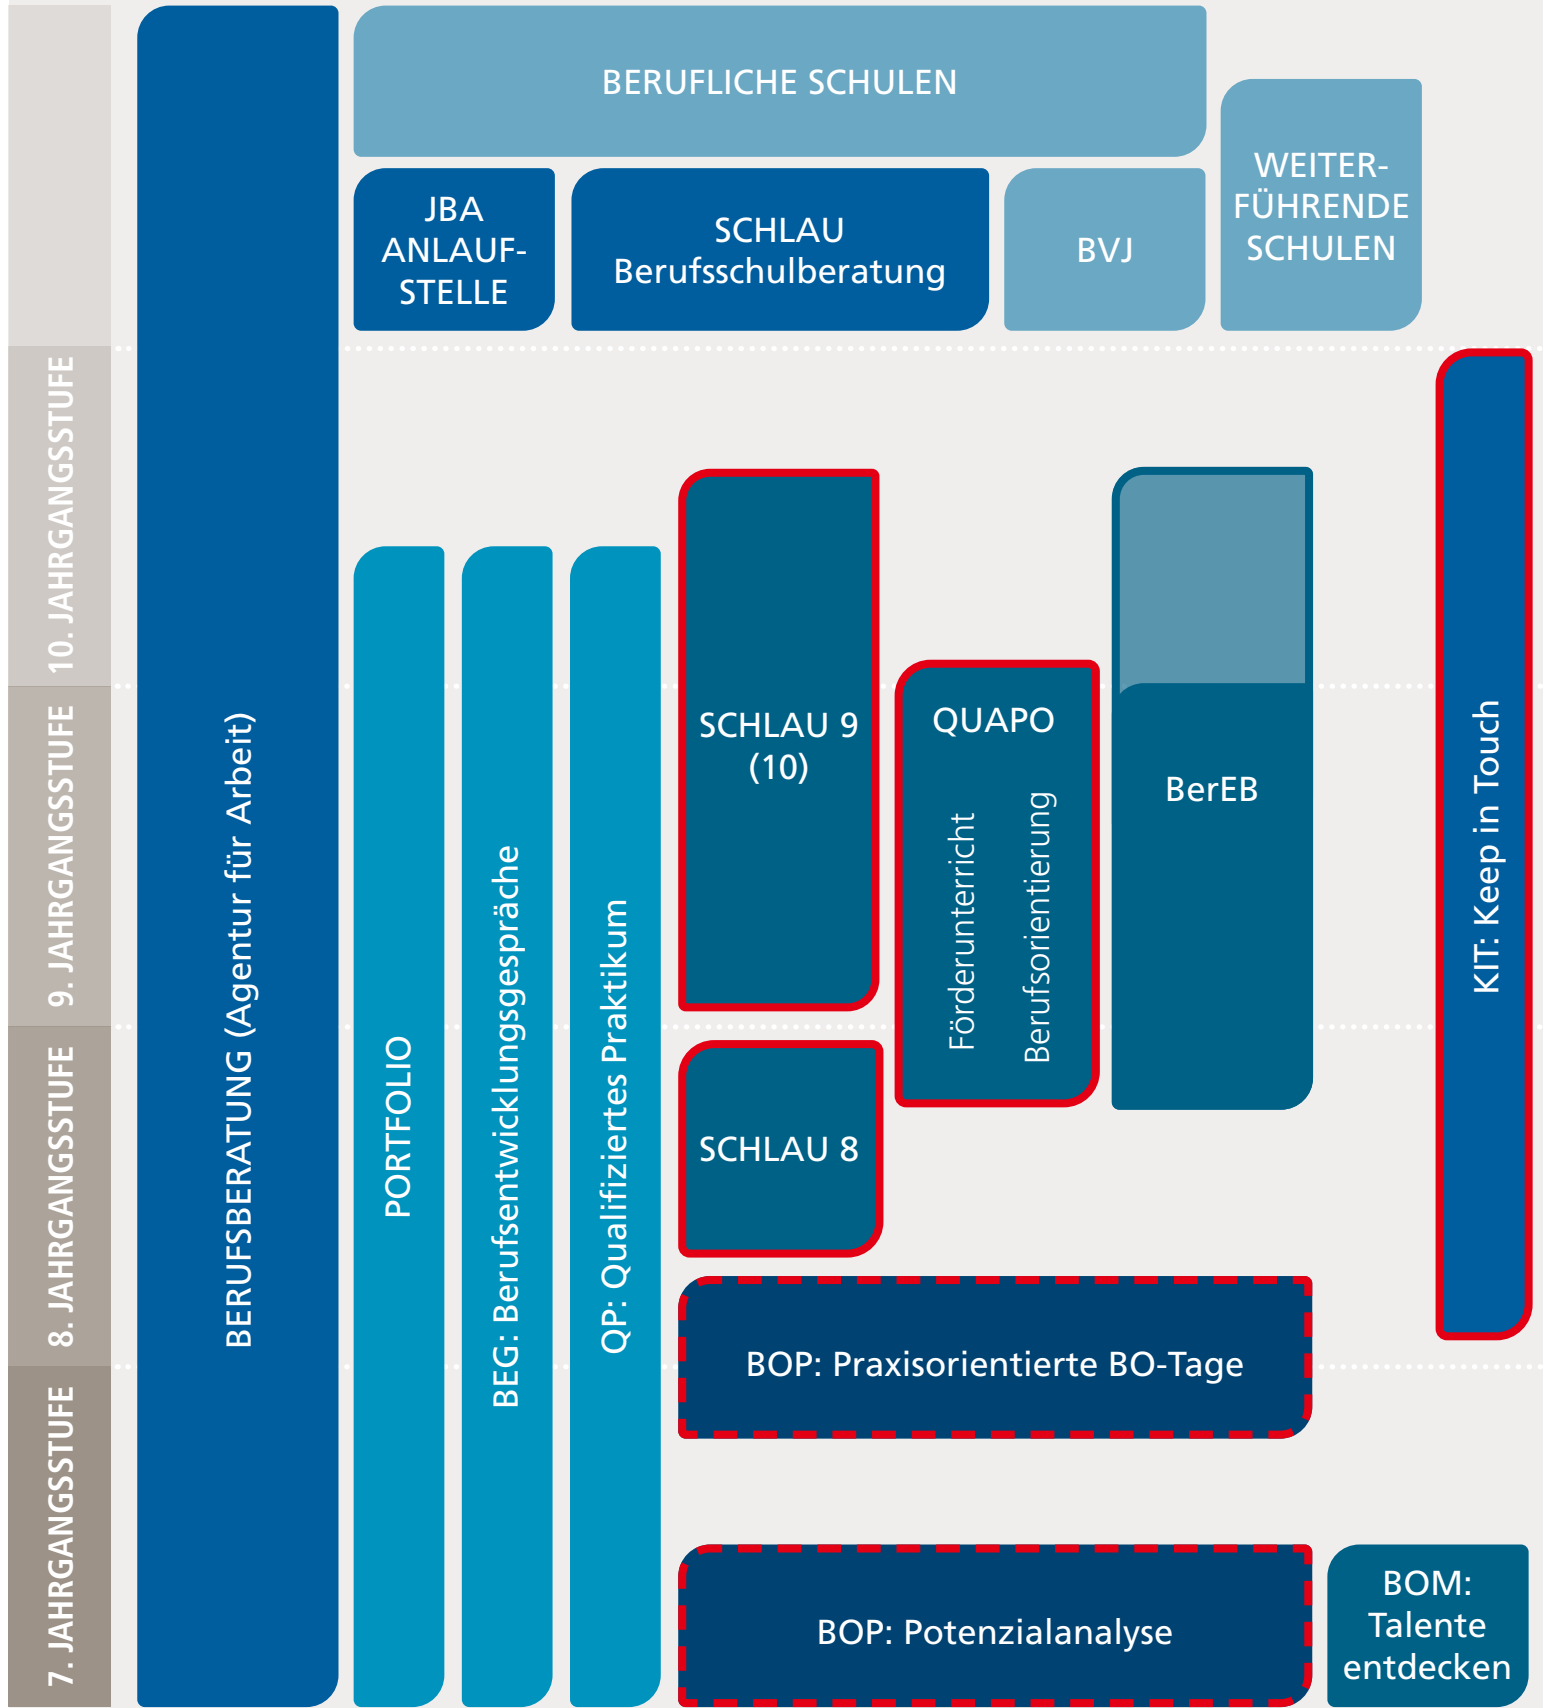 BERUFLICHE SCHULEN
WEITER-
FÜHRENDE
SCHULEN
JBA
ANLAUF-
STELLE
SCHLAU
Berufsschulberatung
BVJ
10. JAHRGANGSSTUFE
9. JAHRGANGSSTUFE
8. JAHRGANGSSTUFE
7. JAHRGANGSSTUFE
BERUFSBERATUNG (Agentur für Arbeit)
PORTFOLIO
BEG: Berufsentwicklungsgespräche
QP: Qualifiziertes Praktikum
SCHLAU 9
(10)
QUAPO
Förderunterricht
Berufsorientierung
BerEB
KIT: Keep in Touch
SCHLAU 8
BOP: Praxisorientierte BO-Tage
BOP: Potenzialanalyse
BOM:
Talente
entdecken